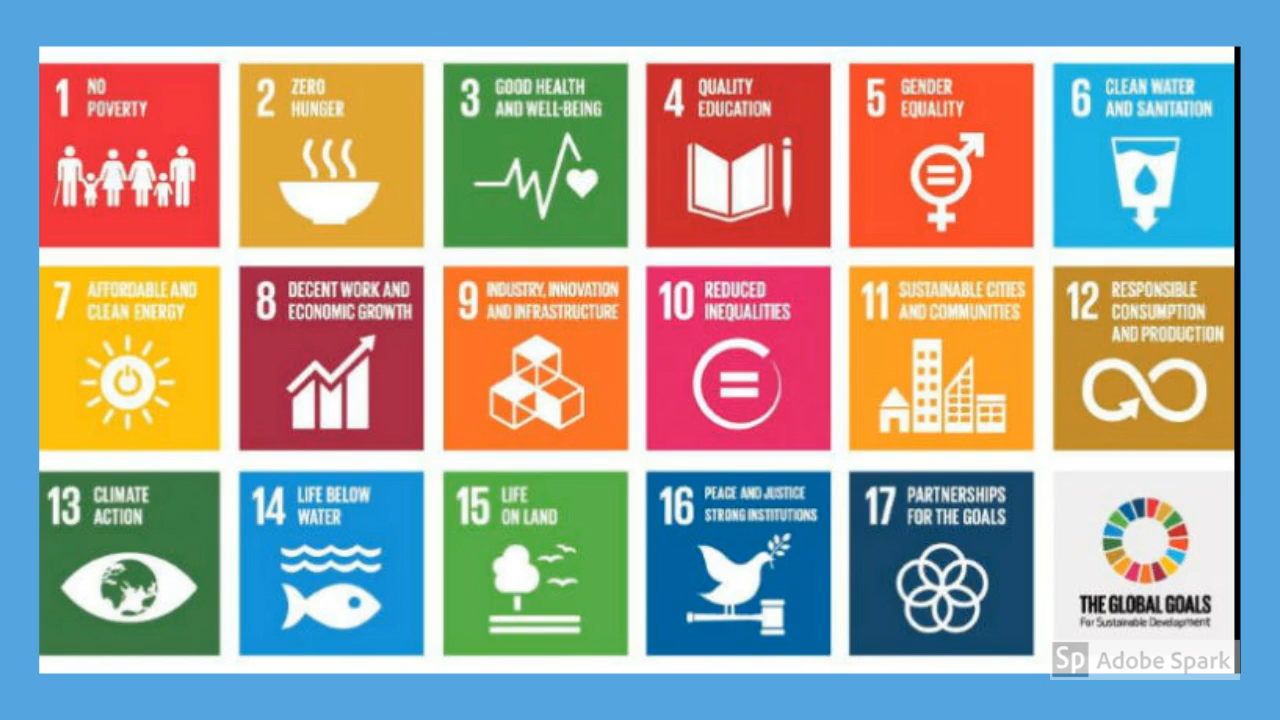 1 NO
POVERTY
2 ZERO
HUNGER
3 GOOD HEALTH
AND WELL-BEING
4 QUALITY
EDUCATION
5 GENDER
EQUALITY
6 CLEAN WATER
AND SANITATION
7 AFFORDABLE AND
CLEAN ENERGY
8 DECENT WORK AND
ECONOMIC GROWTH
9 INDUSTRY, INNOVATION
AND INFRASTRUCTURE
10 REDUCED
INEQUALITIES
11 SUSTAINABLE CITIES
AND COMMUNITIES
12 RESPONSIBLE
CONSUMPTION
AND PRODUCTION
13 CLIMATE
ACTION
14 LIFE BELOW
WATER
15 LIFE
ON LAND
16 PEACE AND JUSTICE
STRONG INSTITUTIONS
17 PARTNERSHIPS
FOR THE GOALS
THE GLOBAL GOALS
For Sustainable Development
Sp Adobe Spark